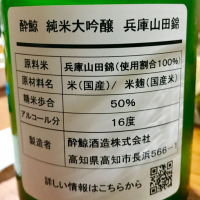 酔鯨 純米大吟醸 兵庫山田錦
原料米 兵庫山田錦(使用割合100%)
原材料名 米(国産)/ 米麹(国産米)
精米歩合 50%
アルコール分 16度
製造者 酔鯨酒造株式会社
高知県高知市長浜566-1
詳しい情報はこちらから